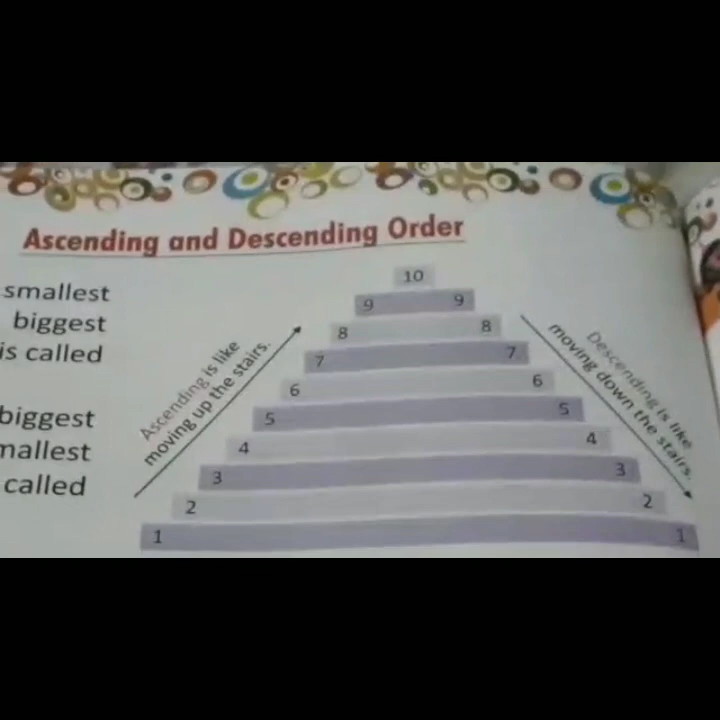 Ascending and Descending Order
smallest
biggest
is called
biggest
mallest
called
Ascending is like
moving up the stairs.
10
9 9
8 8
7 7
6 6
5 5
4 4
3 3
2 2
1 1
Descending is like
moving down the stairs.